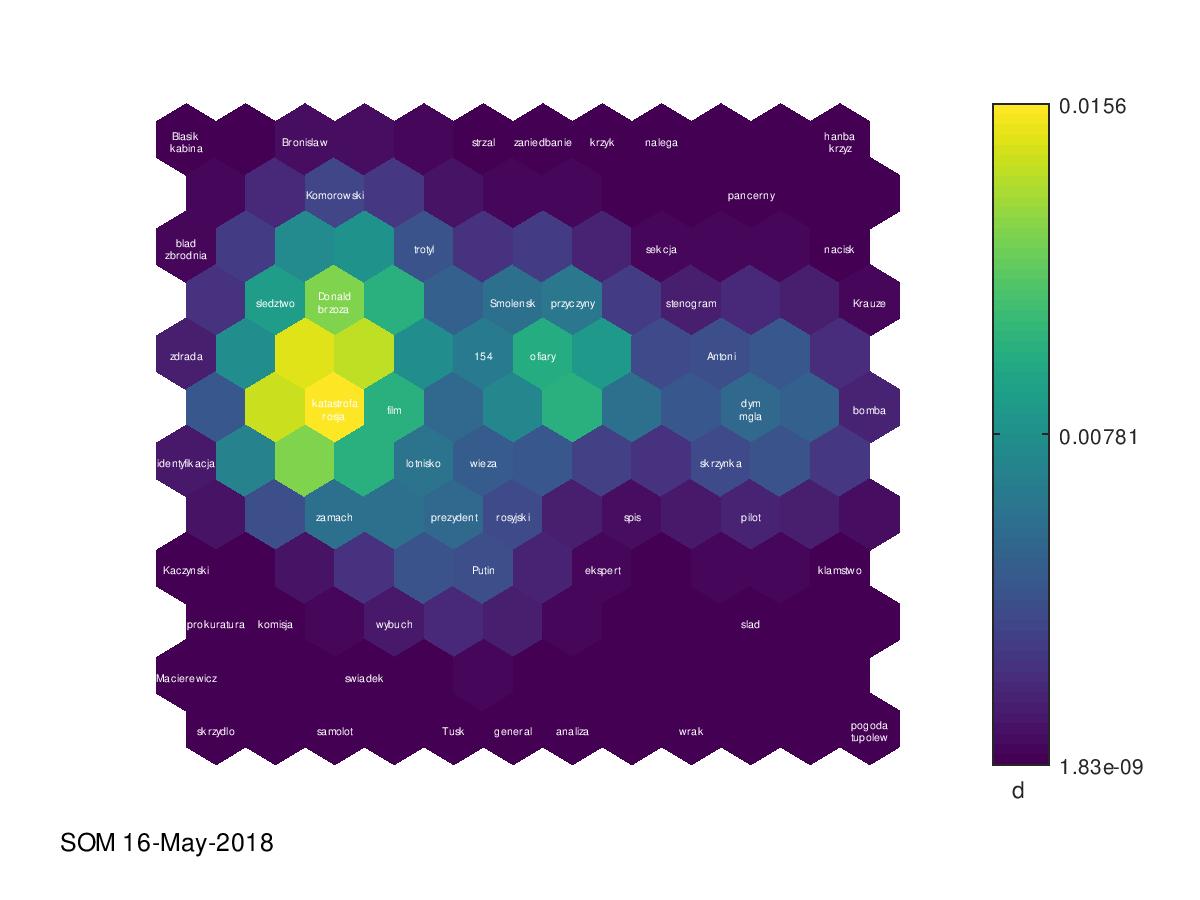 0.0156
Blasik
kabina
Bronislaw
strzal
zaniedbanie
krzyk
nalega
hanba
krzyz
Komorowski
pancerny
blad
zbrodnia
trotyl
sekcja
nacisk
sledztwo
Donald
brzoza
Smolensk
przyczyny
stenogram
Krauze
zdrada
154
ofiary
Antoni
katastrofa
rosja
film
dym
mgla
bomba
0.00781
identyfikacja
lotnisko
wieza
skrzynka
zamach
prezydent
rosyjski
spis
pilot
Kaczynski
Putin
ekspert
klamstwo
prokuratura
komisja
wybuch
slad
Macierewicz
swiadek
skrzydlo
samolot
Tusk
general
analiza
wrak
pogoda
tupolew
1.83e-09
d
SOM 16-May-2018